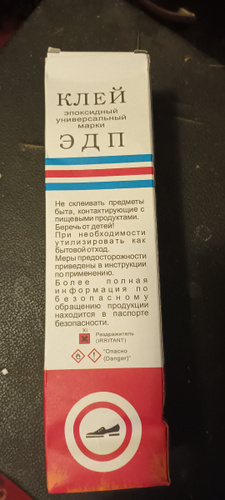 КЛЕЙ
эпоксидный
универсальный
марки
ЭДП
Не склеивать предметы
быта, контактирующие с
пищевыми продуктами.
Беречь от детей!
При необходимости
утилизировать как
бытовой отход.
Меры предосторожности
приведены в инструкции
по применению.
Более полная
информация по
безопасному
обращению продукции
находится в паспорте
безопасности.
Xi
Раздражитель
(IRRITANT)
"Опасно
(Danger)"